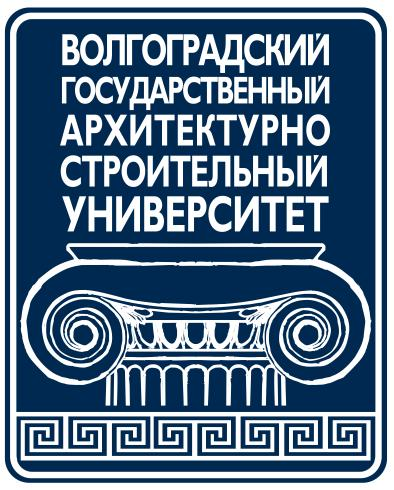 ВОЛГОГРАДСКИЙ
ГОСУДАРСТВЕННЫЙ
АРХИТЕКТУРНО
СТРОИТЕЛЬНЫЙ
УНИВЕРСИТЕТ